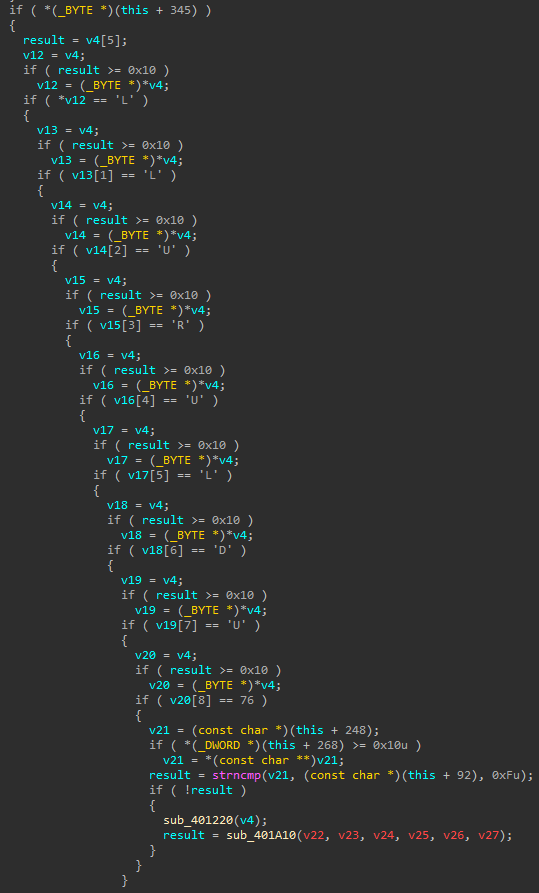 if ( *(_BYTE *)(this + 345) )
{
  result = v4[5];
  v12 = v4;
  if ( result >= 0x10 )
    v12 = (_BYTE *)*v4;
  if ( *v12 == 'L' )
  {
    v13 = v4;
    if ( result >= 0x10 )
      v13 = (_BYTE *)*v4;
    if ( v13[1] == 'L' )
    {
      v14 = v4;
      if ( result >= 0x10 )
        v14 = (_BYTE *)*v4;
      if ( v14[2] == 'U' )
      {
        v15 = v4;
        if ( result >= 0x10 )
          v15 = (_BYTE *)*v4;
        if ( v15[3] == 'R' )
        {
          v16 = v4;
          if ( result >= 0x10 )
            v16 = (_BYTE *)*v4;
          if ( v16[4] == 'U' )
          {
            v17 = v4;
            if ( result >= 0x10 )
              v17 = (_BYTE *)*v4;
            if ( v17[5] == 'L' )
            {
              v18 = v4;
              if ( result >= 0x10 )
                v18 = (_BYTE *)*v4;
              if ( v18[6] == 'D' )
              {
                v19 = v4;
                if ( result >= 0x10 )
                  v19 = (_BYTE *)*v4;
                if ( v19[7] == 'U' )
                {
                  v20 = v4;
                  if ( result >= 0x10 )
                    v20 = (_BYTE *)*v4;
                  if ( v20[8] == 76 )
                  {
                    v21 = (const char *)(this + 248);
                    if ( *(_DWORD *)(this + 268) >= 0x10u )
                      v21 = *(const char **)v21;
                    result = strncmp(v21, (const char *)(this + 92), 0xFu);
                    if ( !result )
                    {
                      sub_401220(v4);
                      result = sub_401A10(v22, v23, v24, v25, v26, v27);
                    }
                  }
                }